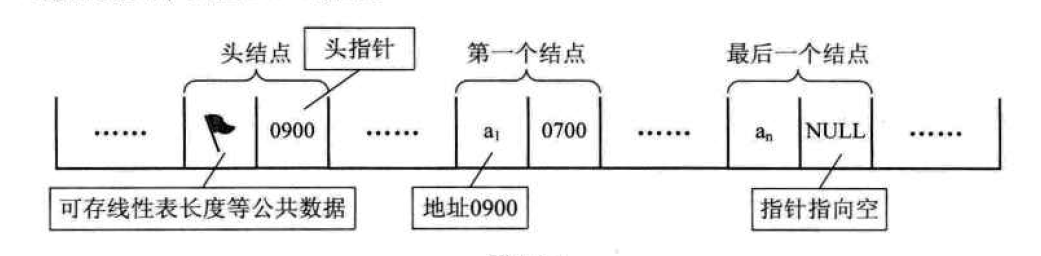 头结点
头指针
第一个结点
最后一个结点
……
0900
……
a₁
0700
……
aₙ
NULL
……
可存线性表长度等公共数据
地址0900
指针指向空